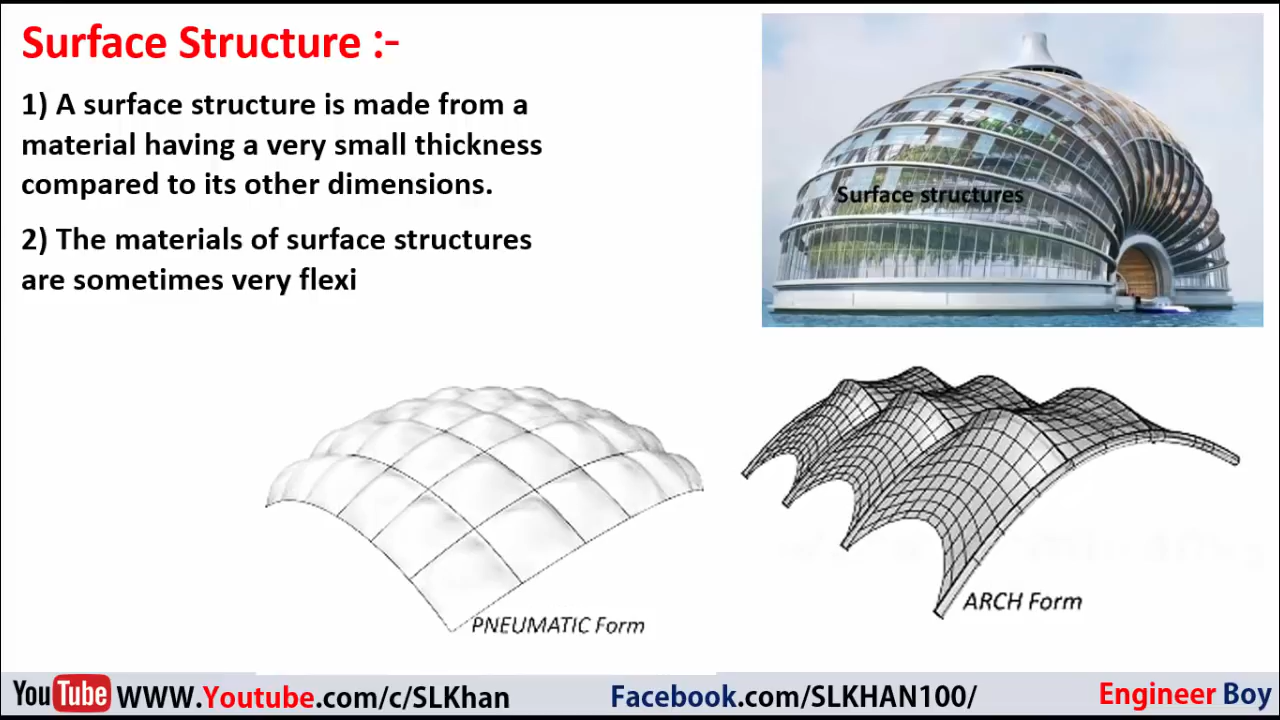 Surface Structure :-
1) A surface structure is made from a
material having a very small thickness
compared to its other dimensions.
2) The materials of surface structures
are sometimes very flexi
Surface structures
PNEUMATIC Form
ARCH Form
YouTube WWW.Youtube.com/c/SLKhan
Facebook.com/SLKHAN100/
Engineer Boy